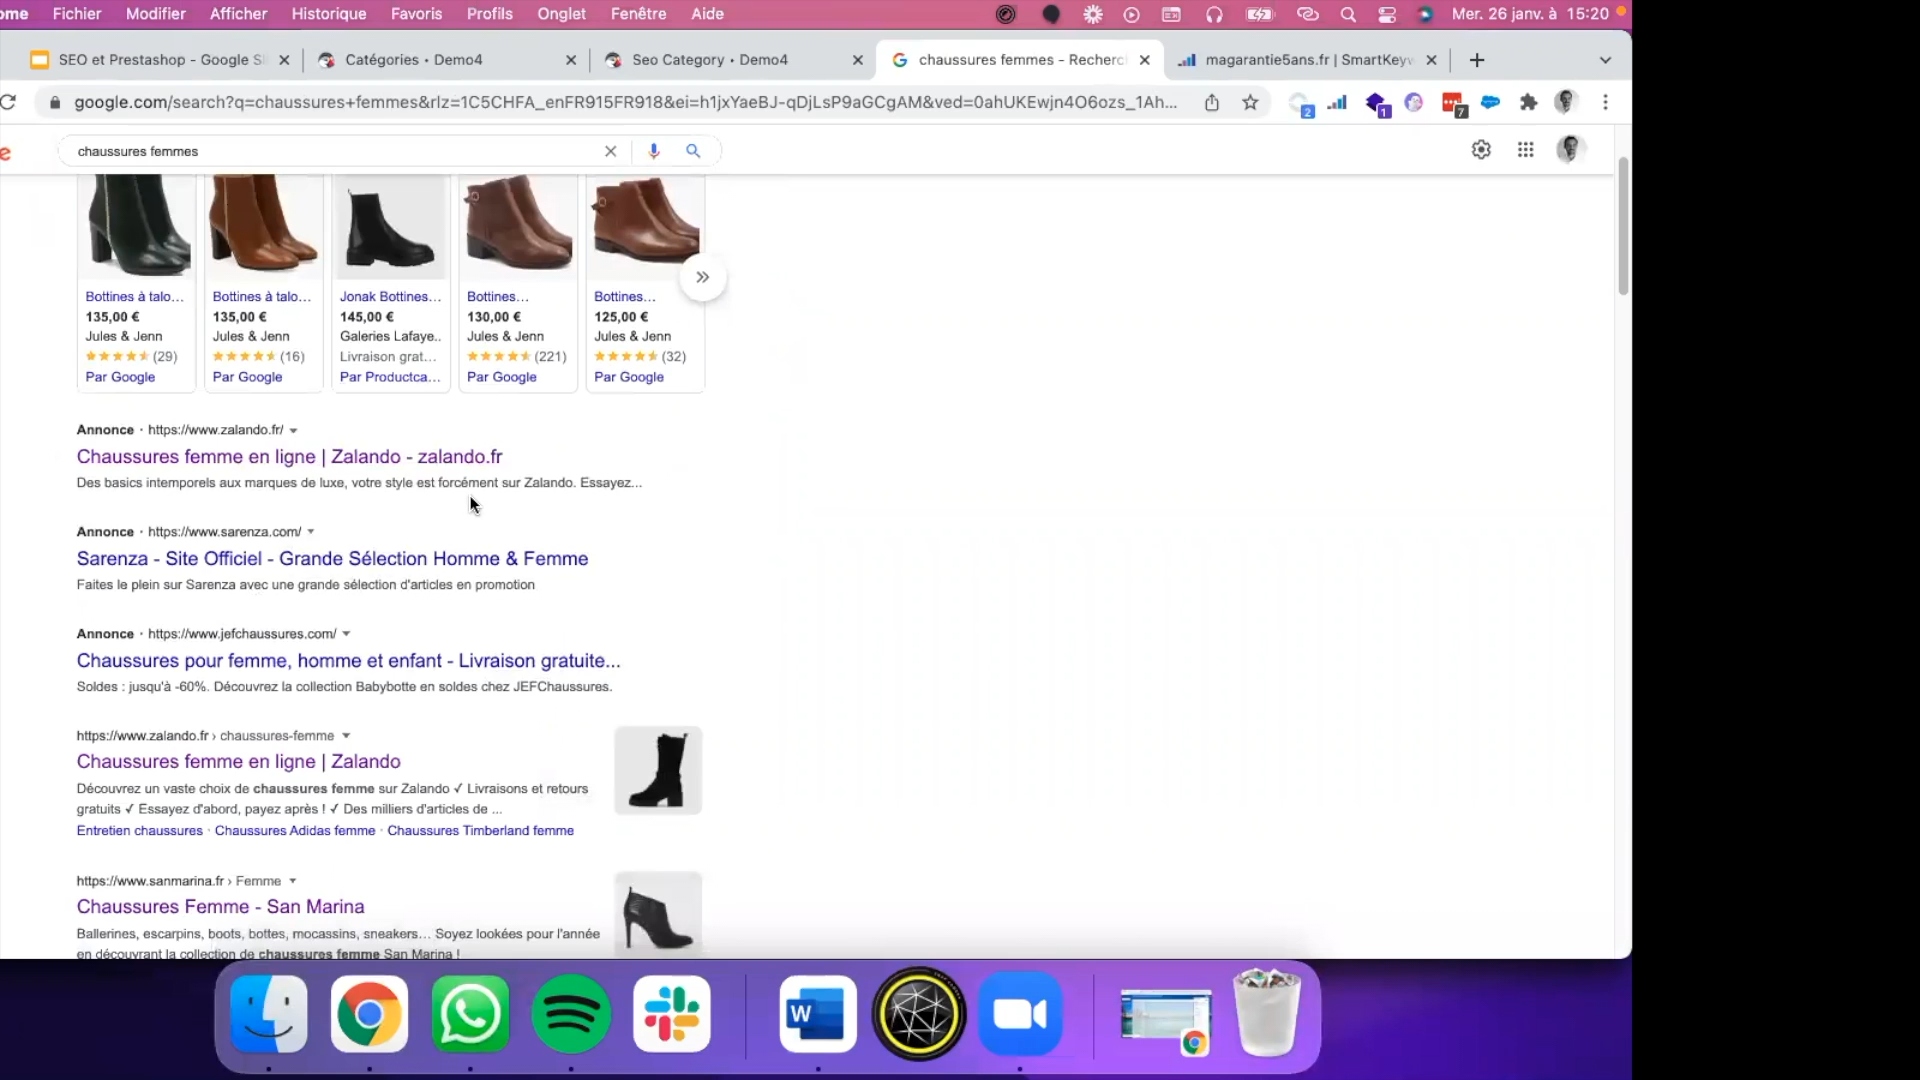 ome Fichier Modifier Afficher Historique Favoris Profils Onglet Fenêtre Aide Mer. 26 janv. à 15:20
SEO et Prestashop - Google Sl Catégories • Demo4 Seo Category • Demo4 chaussures femmes - Recherc magarantie5ans.fr | SmartKeyw
google.com/search?q=chaussures+femmes&rlz=1C5CHFA_enFR915FR918&ei=h1jxYaeBJ-qDjLsP9aGCgAM&ved=0ahUKEwjn4O6ozs_1Ah... 2 1 7
e chaussures femmes
Bottines à talo... Bottines à talo... Jonak Bottines... Bottines... Bottines...
135,00 € 135,00 € 145,00 € 130,00 € 125,00 €
Jules & Jenn Jules & Jenn Galeries Lafaye.. Jules & Jenn Jules & Jenn
(29) (16) Livraison grat... (221) (32)
Par Google Par Google Par Productca... Par Google Par Google
Annonce · https://www.zalando.fr/
Chaussures femme en ligne | Zalando - zalando.fr
Des basics intemporels aux marques de luxe, votre style est forcément sur Zalando. Essayez...
Annonce · https://www.sarenza.com/
Sarenza - Site Officiel - Grande Sélection Homme & Femme
Faites le plein sur Sarenza avec une grande sélection d'articles en promotion
Annonce · https://www.jefchaussures.com/
Chaussures pour femme, homme et enfant - Livraison gratuite...
Soldes : jusqu'à -60%. Découvrez la collection Babybotte en soldes chez JEFChaussures.
https://www.zalando.fr › chaussures-femme
Chaussures femme en ligne | Zalando
Découvrez un vaste choix de chaussures femme sur Zalando ✓ Livraisons et retours
gratuits ✓ Essayez d'abord, payez après ! ✓ Des milliers d'articles de ...
Entretien chaussures · Chaussures Adidas femme · Chaussures Timberland femme
https://www.sanmarina.fr › Femme
Chaussures Femme - San Marina
Ballerines, escarpins, boots, bottes, mocassins, sneakers... Soyez lookées pour l'année
en découvrant la collection de chaussures femme San Marina !
W